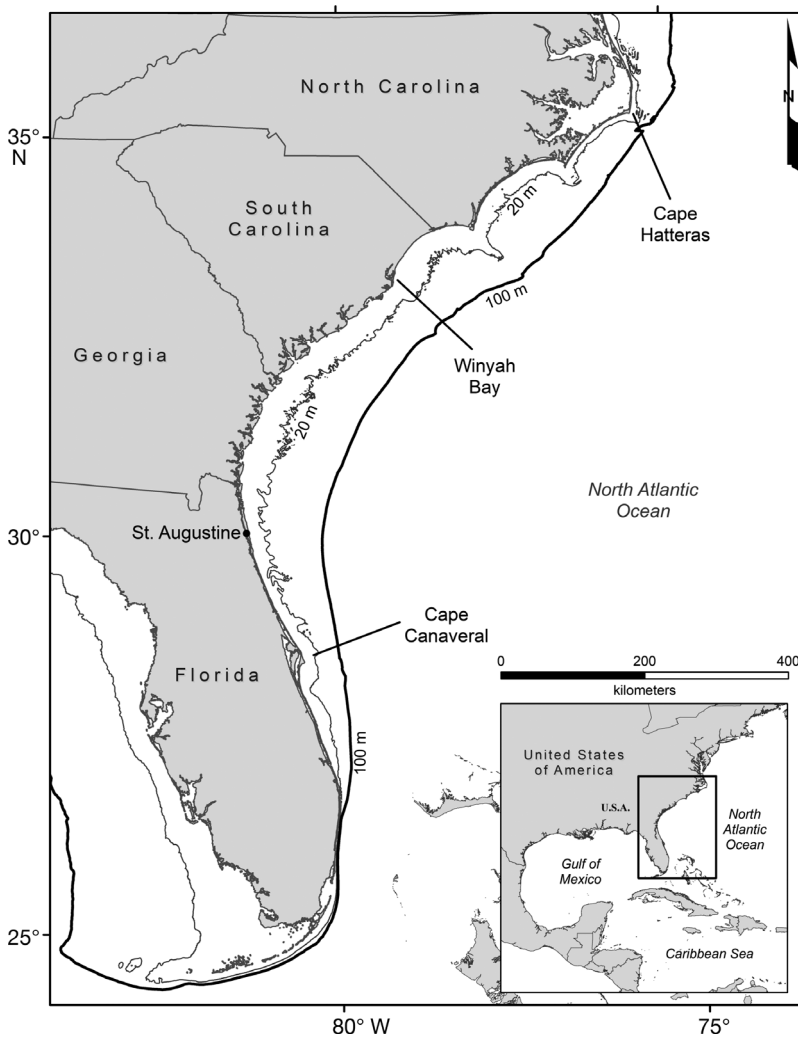 North Carolina
35°
N
South
Carolina
20 m
Cape
Hatteras
N
100 m
Georgia
Winyah
Bay
20 m
North Atlantic
Ocean
30°
St. Augustine
Cape
Canaveral
Florida
0 200 400
kilometers
100 m
United States
of America
U.S.A.
North
Atlantic
Ocean
Gulf of
Mexico
25°
Caribbean Sea
80° W
75°